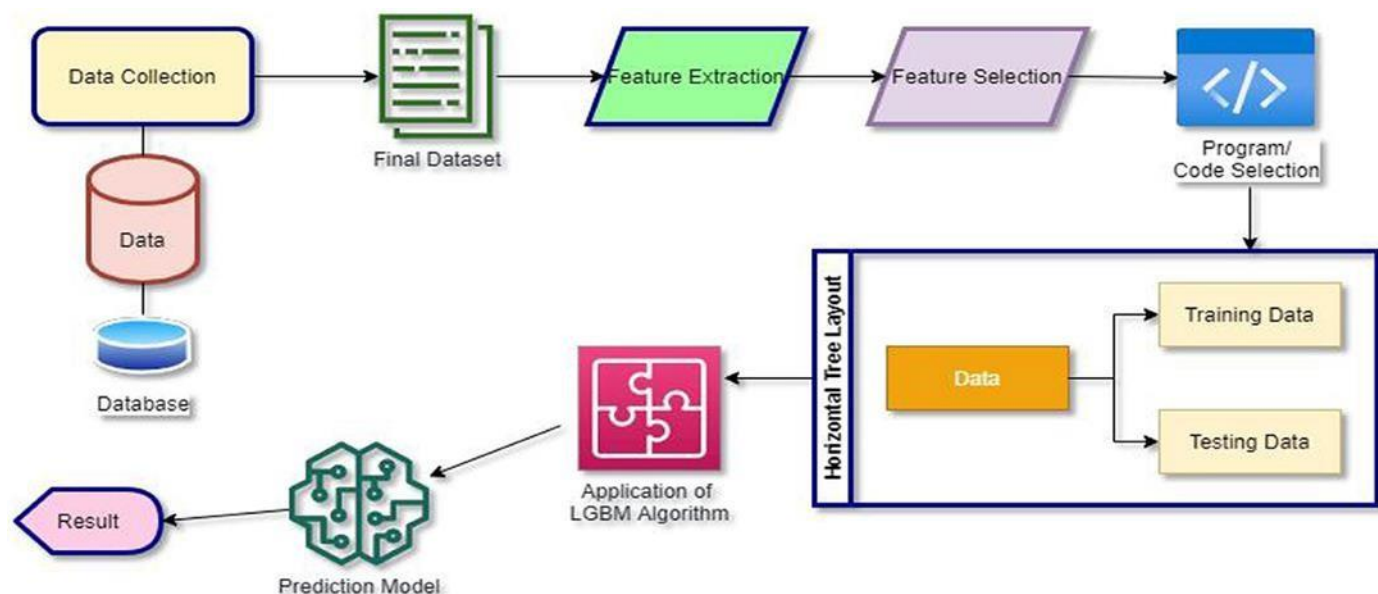 Data Collection
Final Dataset
Feature Extraction
Feature Selection
Program/
Code Selection
Data
Database
Horizontal Tree Layout
Data
Training Data
Testing Data
Application of
LGBM Algorithm
Prediction Model
Result